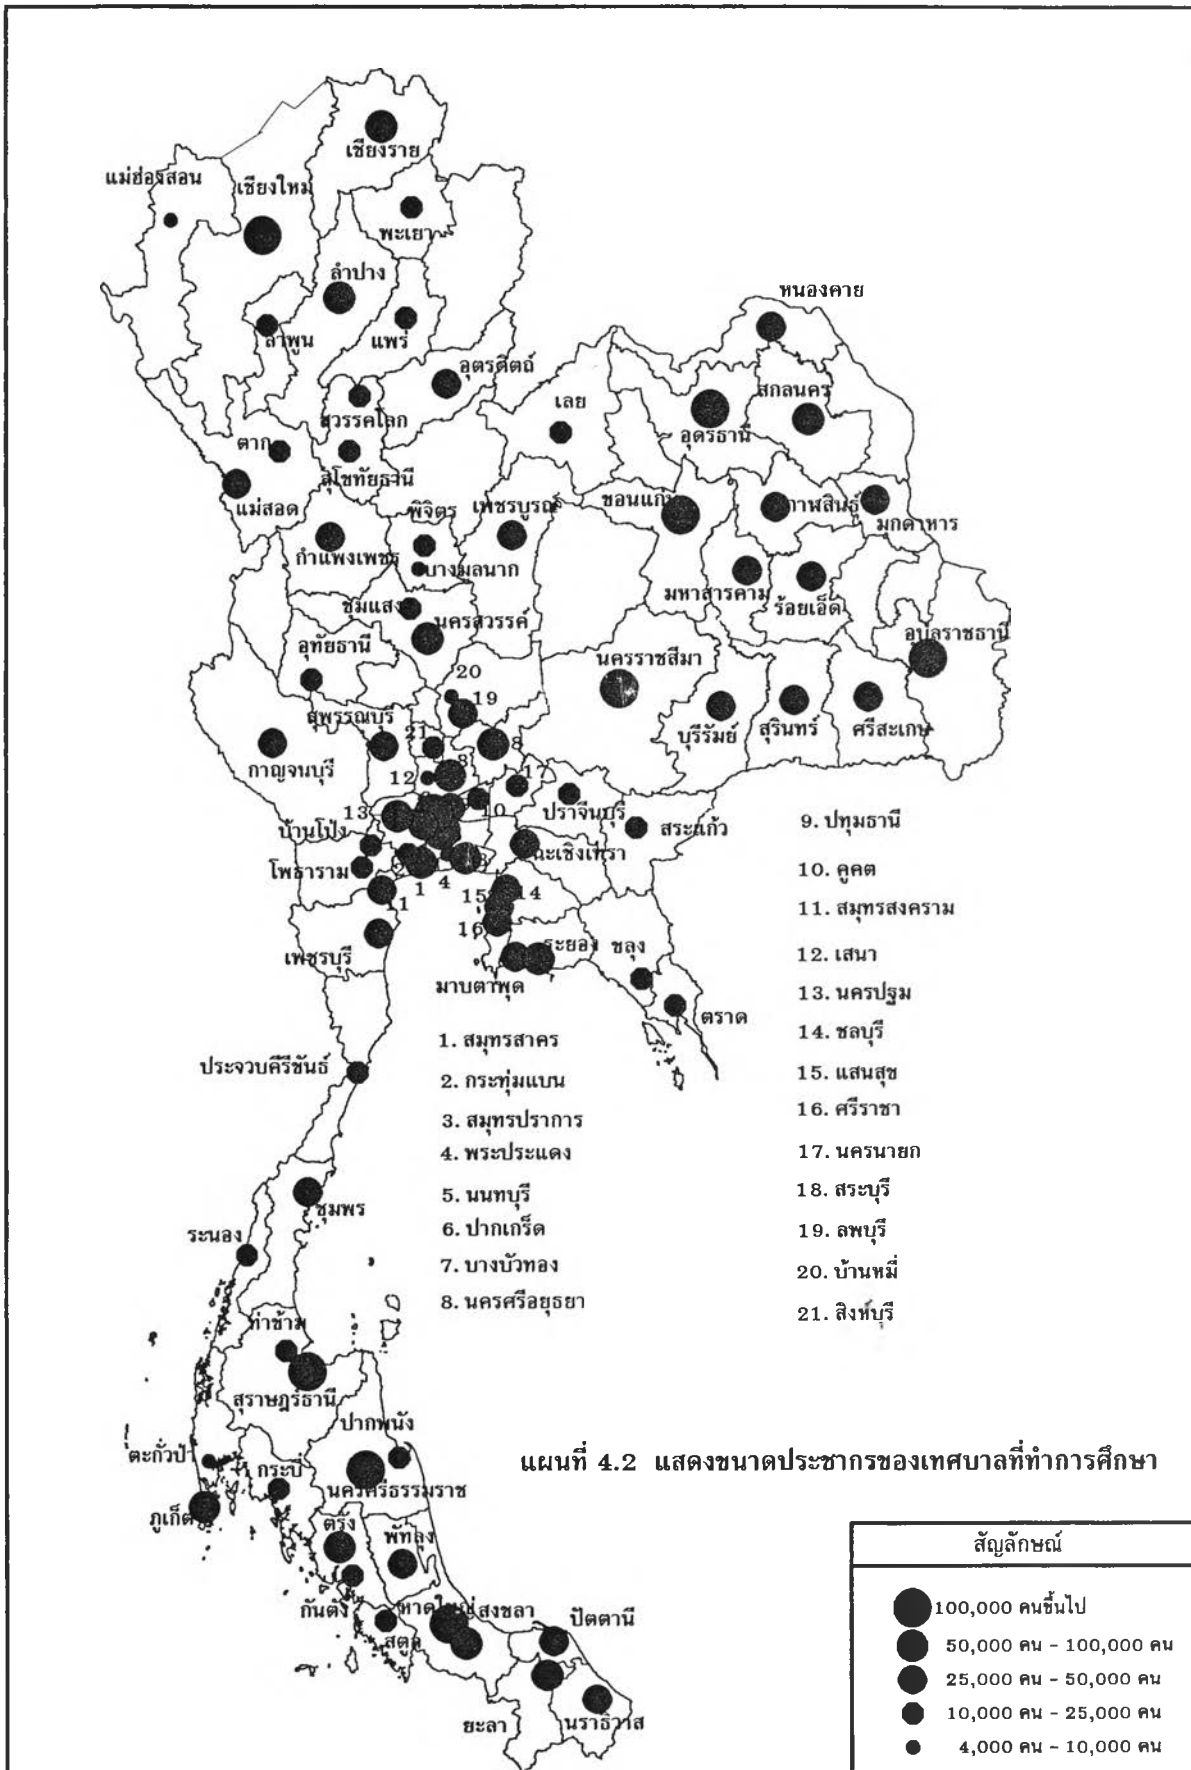 เชียงราย
แม่ฮ่องสอน
เชียงใหม่
พะเยา
ลำปาง
หนองคาย
ลำพูน
แพร่
อุตรดิตถ์
สกลนคร
เลย
สวรรคโลก
อุดรธานี
ตาก
สุโขทัยธานี
ขอนแก่น
กาฬสินธุ์
แม่สอด
พิจิตร
เพชรบูรณ์
มุกดาหาร
กำแพงเพชร
บางมูลนาก
มหาสารคาม
ร้อยเอ็ด
ชุมแสง
นครสวรรค์
อุบลราชธานี
อุทัยธานี
นครราชสีมา
20
19
สุพรรณบุรี
21
8
บุรีรัมย์
สุรินทร์
ศรีสะเกษ
กาญจนบุรี
12
8
17
13
10
ปราจีนบุรี
สระแก้ว
บ้านโป่ง
ฉะเชิงเทรา
โพธาราม
2
1
4
3
11
15
14
16
เพชรบุรี
ระยอง
ขลุง
มาบตาพุด
ตราด
ประจวบคีรีขันธ์
ชุมพร
ระนอง
ท่าข้าม
สุราษฎร์ธานี
ปากพนัง
ตะกั่วป่า
กระบี่
นครศรีธรรมราช
ภูเก็ต
ตรัง
พัทลุง
กันตัง
หาดใหญ่
สงขลา
ปัตตานี
สตูล
ยะลา
นราธิวาส
1. สมุทรสาคร
2. กระทุ่มแบน
3. สมุทรปราการ
4. พระประแดง
5. นนทบุรี
6. ปากเกร็ด
7. บางบัวทอง
8. นครศรีอยุธยา
9. ปทุมธานี
10. คูคต
11. สมุทรสงคราม
12. เสนา
13. นครปฐม
14. ชลบุรี
15. แสนสุข
16. ศรีราชา
17. นครนายก
18. สระบุรี
19. ลพบุรี
20. บ้านหมี่
21. สิงห์บุรี
แผนที่ 4.2 แสดงขนาดประชากรของเทศบาลที่ทำการศึกษา
สัญลักษณ์
100,000 คนขึ้นไป
50,000 คน - 100,000 คน
25,000 คน - 50,000 คน
10,000 คน - 25,000 คน
4,000 คน - 10,000 คน